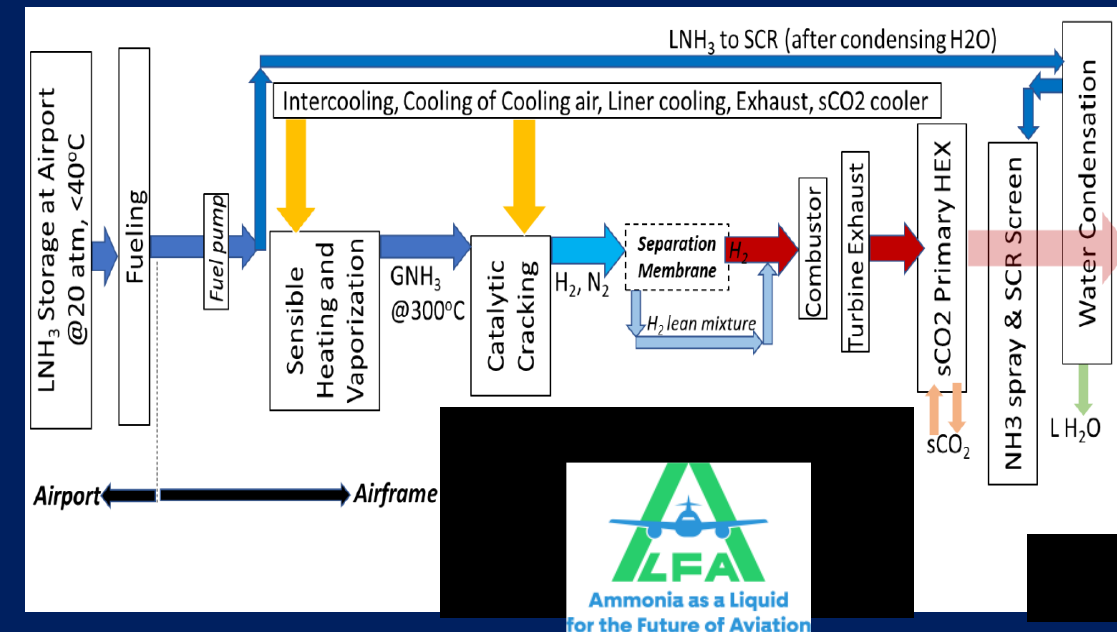 LNH₃ to SCR (after condensing H2O)
Intercooling, Cooling of Cooling air, Liner cooling, Exhaust, sCO2 cooler
LNH₃ Storage at Airport
@20 atm, <40°C
Fueling
Fuel pump
Sensible
Heating and
Vaporization
GNH₃
@300°C
Catalytic
Cracking
H₂, N₂
Separation
Membrane
H₂
H₂ lean mixture
Combustor
Turbine Exhaust
sCO2 Primary HEX
sCO₂
NH3 spray & SCR Screen
Water Condensation
L H₂O
Airport
Airframe
ALFA
Ammonia as a Liquid
for the Future of Aviation